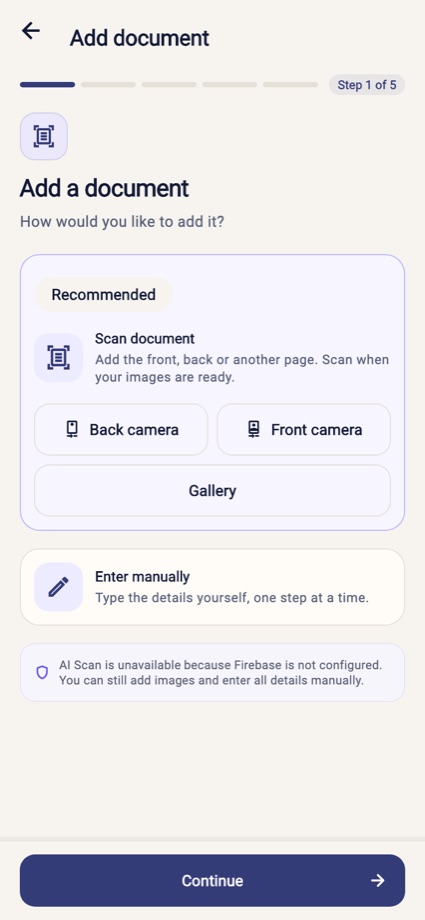 Add document
Step 1 of 5
Add a document
How would you like to add it?
Recommended
Scan document
Add the front, back or another page. Scan when
your images are ready.
Back camera
Front camera
Gallery
Enter manually
Type the details yourself, one step at a time.
AI Scan is unavailable because Firebase is not configured.
You can still add images and enter all details manually.
Continue